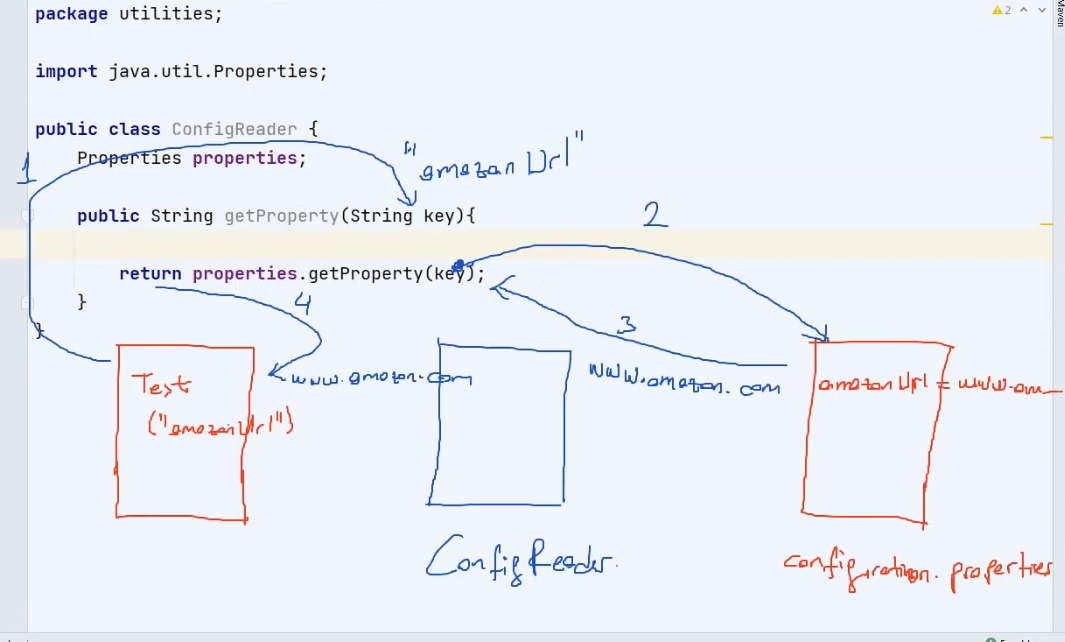 package utilities;
2
Maven
import java.util.Properties;
public class ConfigReader {
Properties properties;
1
"amazonUrl"
public String getProperty(String key){
2
return properties.getProperty(key);
}
4
3
}
Test
("amazonUrl")
www.amazon.com
www.amazon.com
amazonUrl = www.am
ConfigReader.
configuration.properties